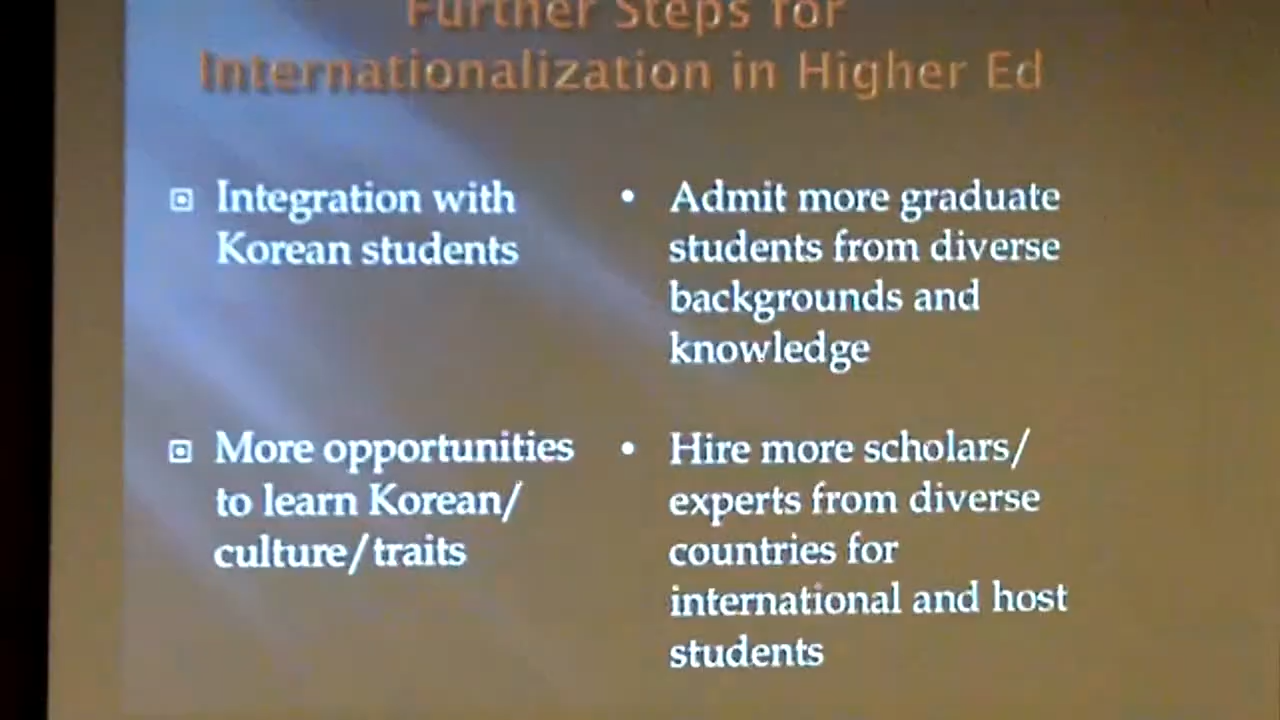 Further Steps for
Internationalization in Higher Ed
Integration with
Korean students
More opportunities
to learn Korean/
culture/traits
Admit more graduate
students from diverse
backgrounds and
knowledge
Hire more scholars/
experts from diverse
countries for
international and host
students